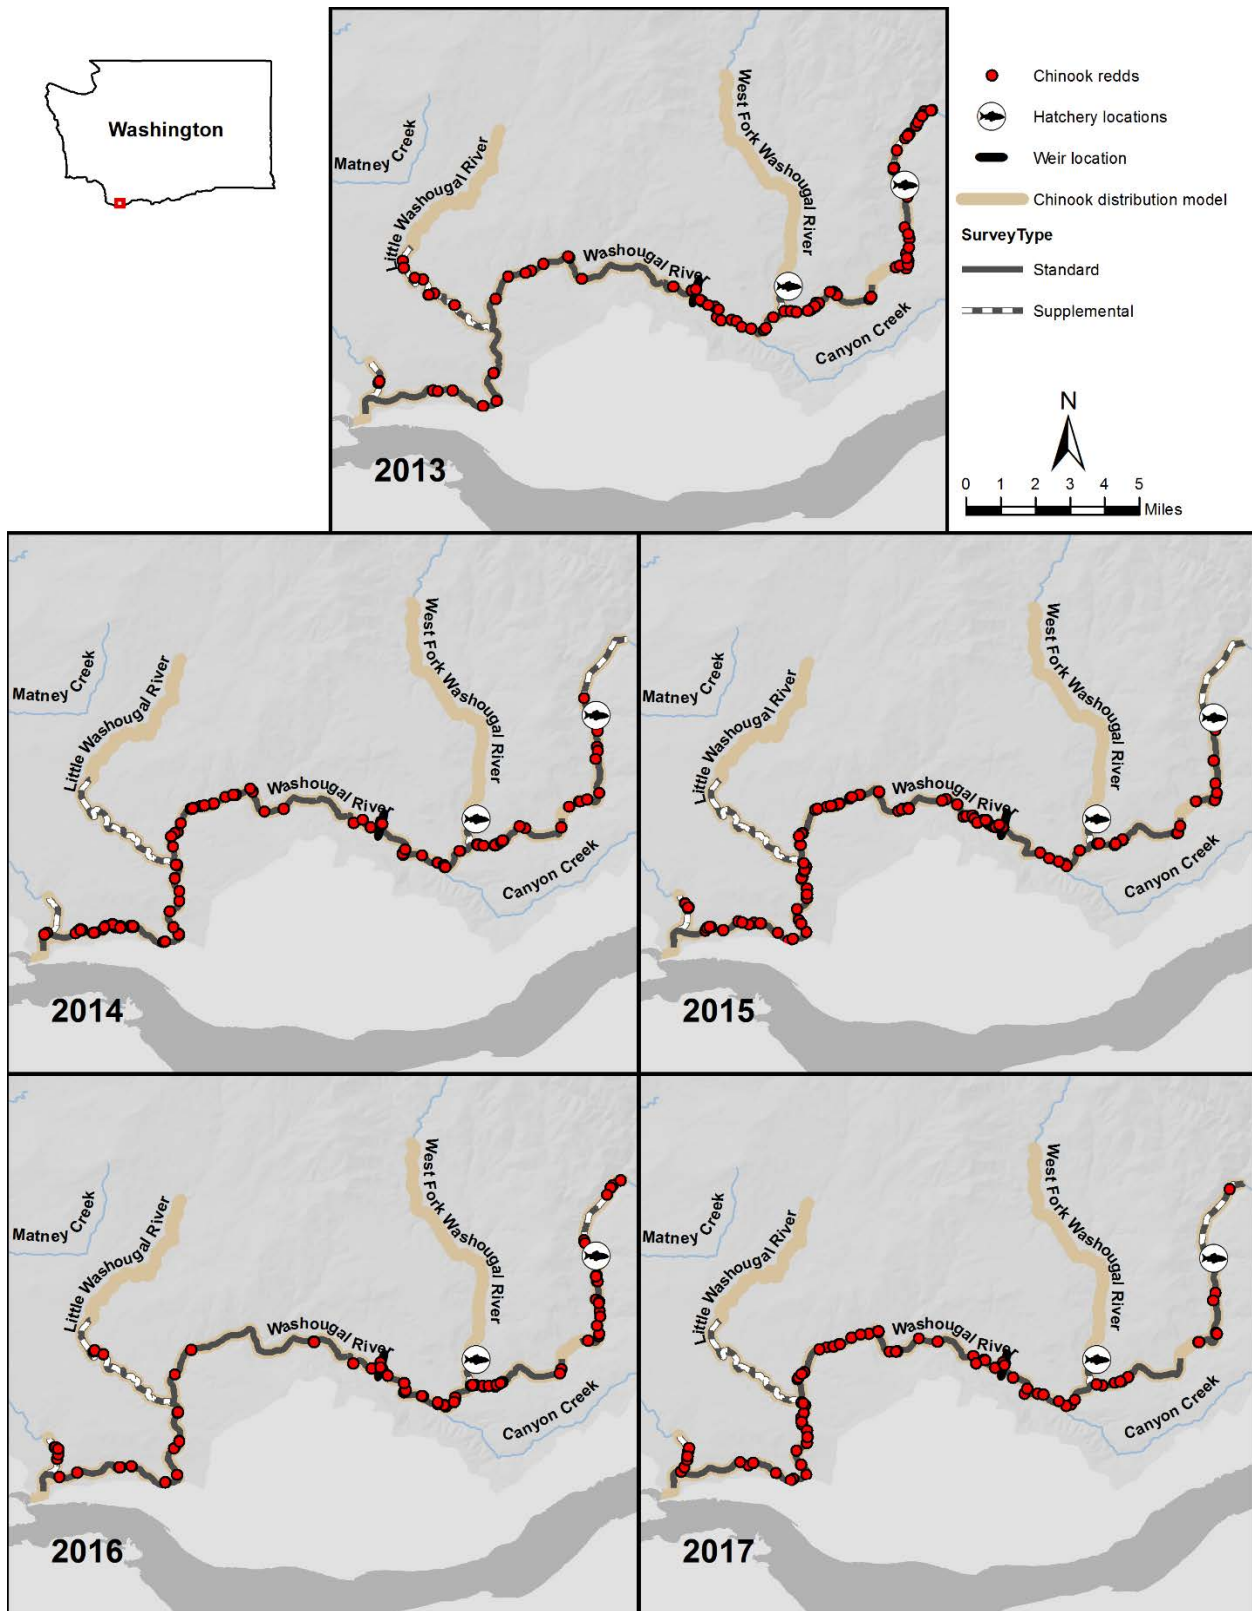 Washington
Matney Creek
Little Washougal River
Washougal River
West Fork Washougal River
Canyon Creek
2013
Chinook redds
Hatchery locations
Weir location
Chinook distribution model
SurveyType
Standard
Supplemental
N
0 1 2 3 4 5
Miles
Matney Creek
Little Washougal River
Washougal River
West Fork Washougal River
Canyon Creek
2014
Matney Creek
Little Washougal River
Washougal River
West Fork Washougal River
Canyon Creek
2015
Matney Creek
Little Washougal River
Washougal River
West Fork Washougal River
Canyon Creek
2016
Matney Creek
Little Washougal River
Washougal River
West Fork Washougal River
Canyon Creek
2017